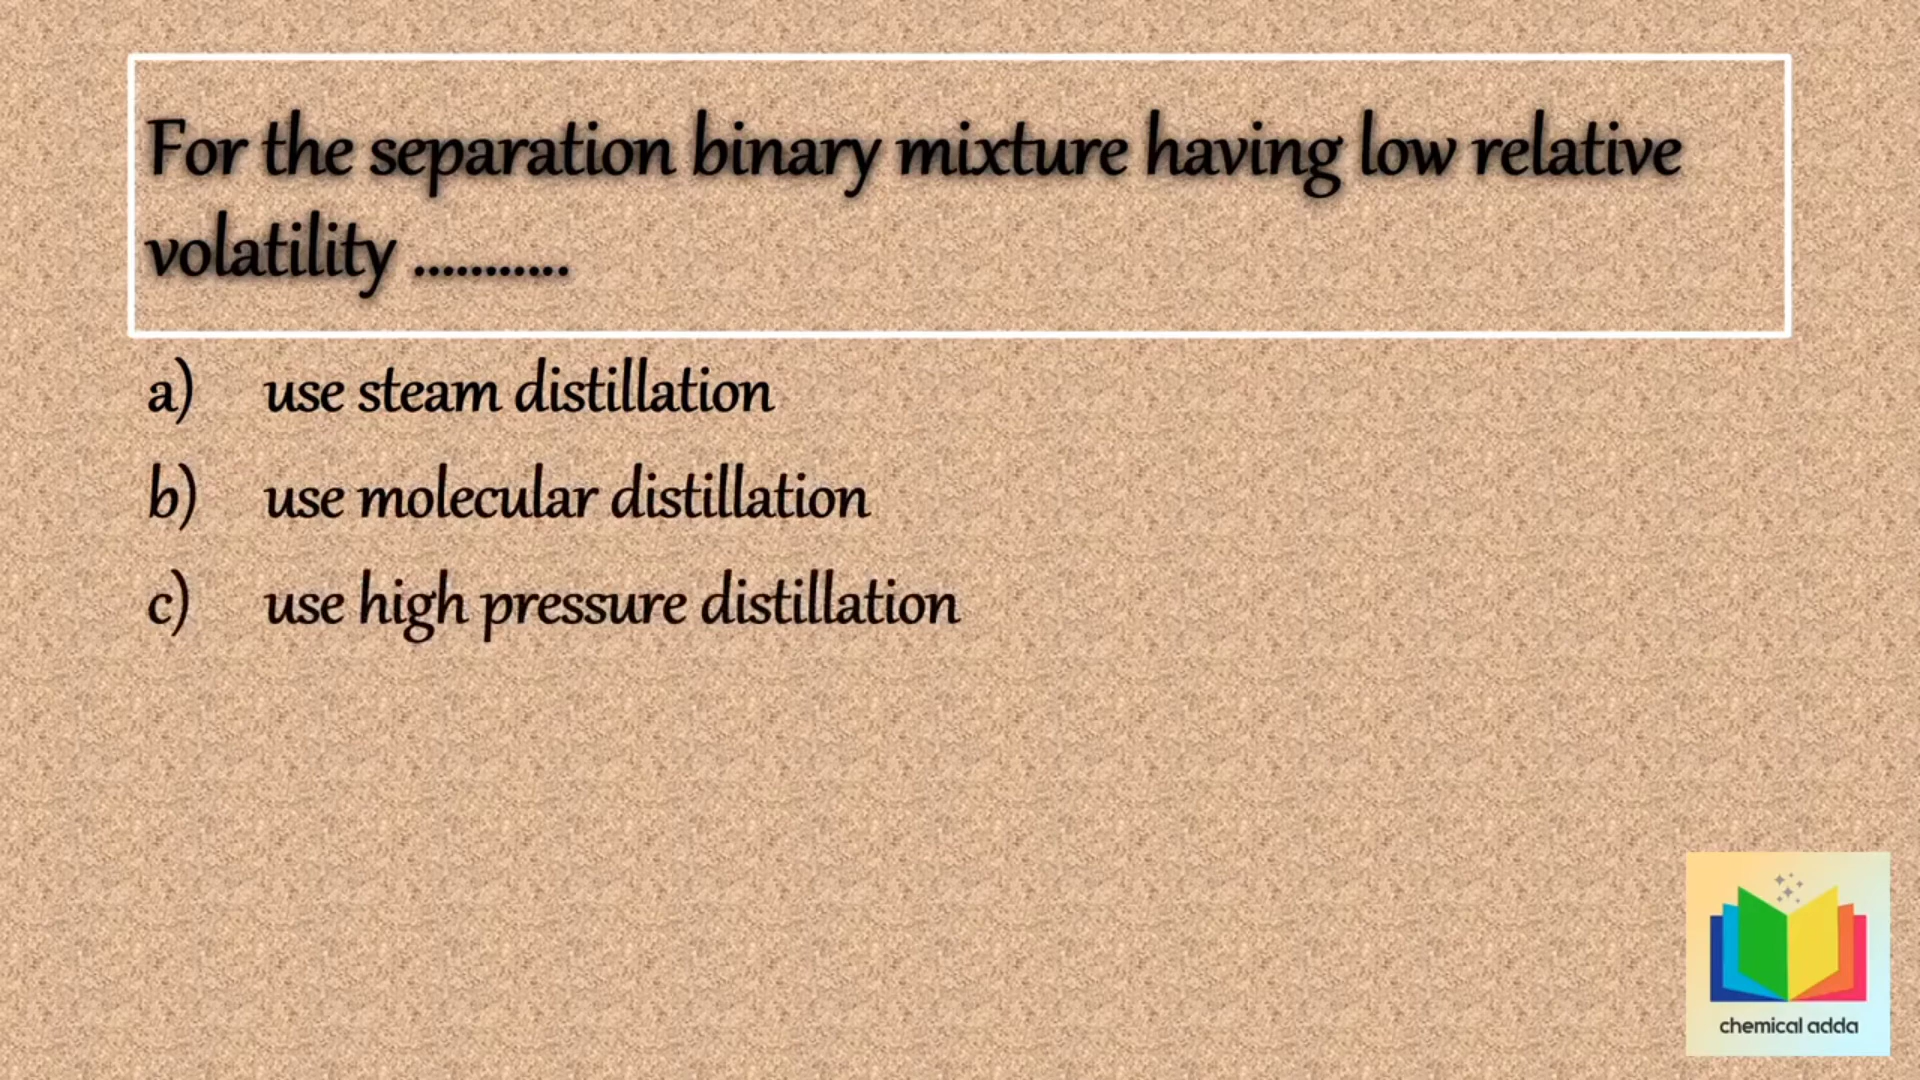 For the separation binary mixture having low relative
volatility ...........
a) use steam distillation
b) use molecular distillation
c) use high pressure distillation
chemical adda